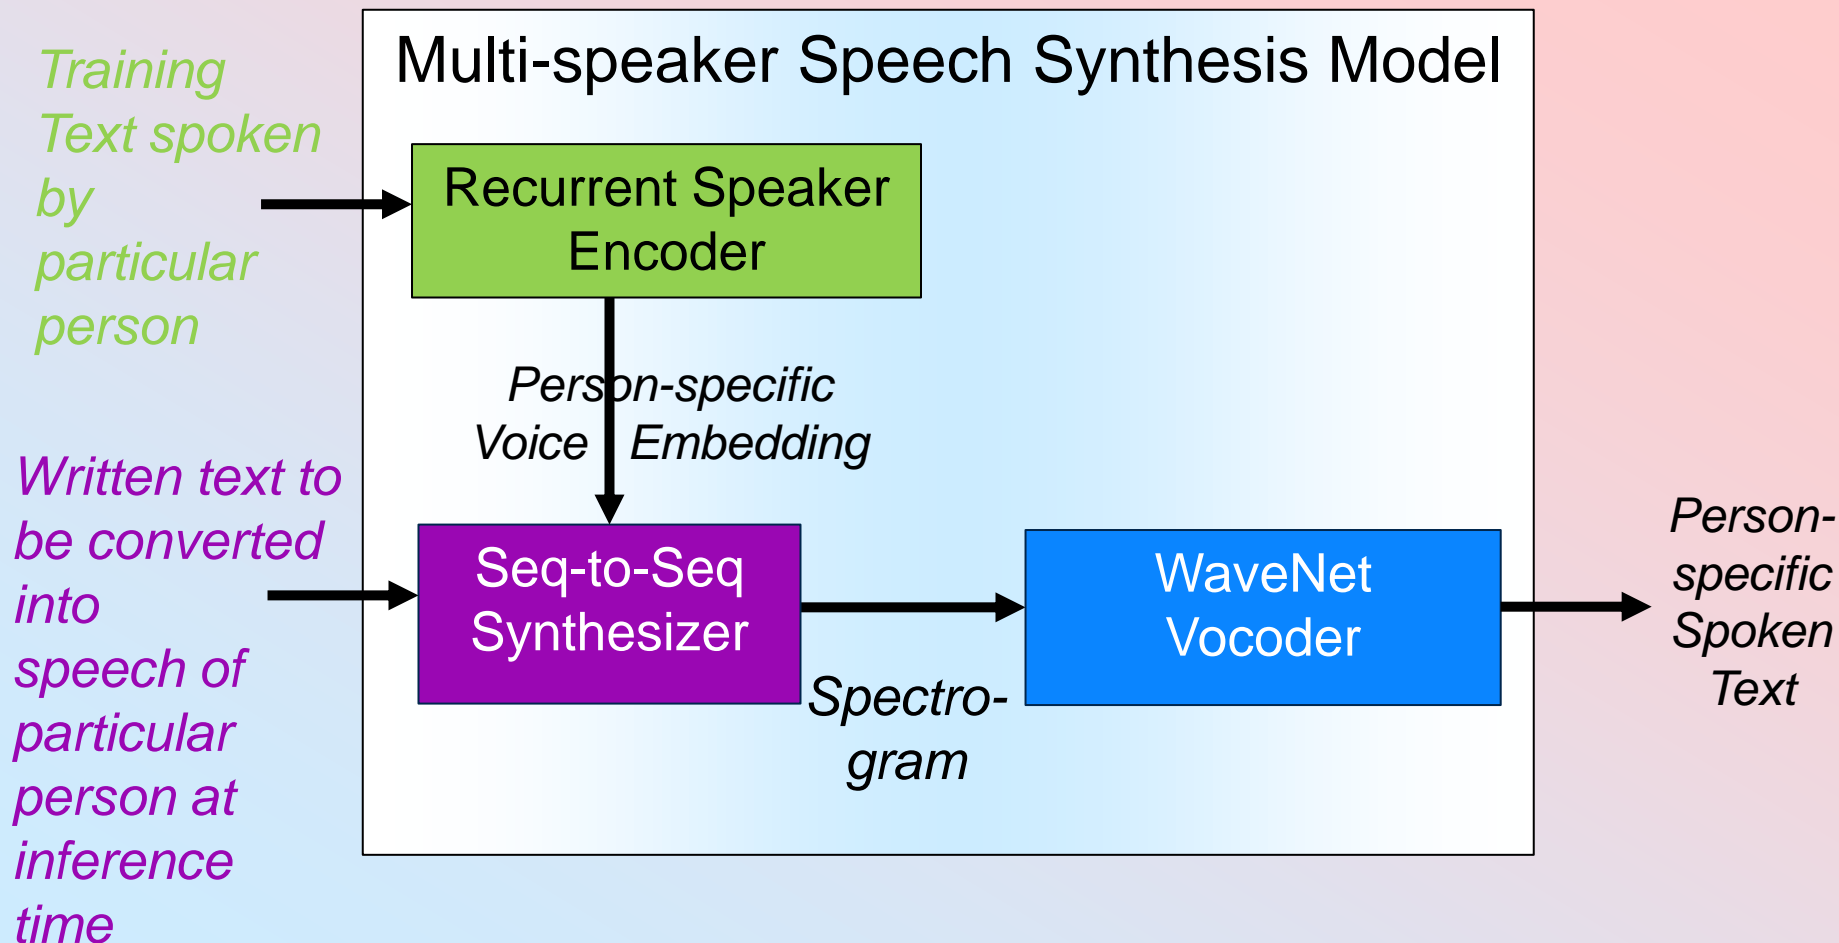 Multi-speaker Speech Synthesis Model
Training
Text spoken
by
particular
person
Recurrent Speaker
Encoder
Person-specific
Voice Embedding
Written text to
be converted
into
speech of
particular
person at
inference
time
Seq-to-Seq
Synthesizer
Spectro-
gram
WaveNet
Vocoder
Person-
specific
Spoken
Text